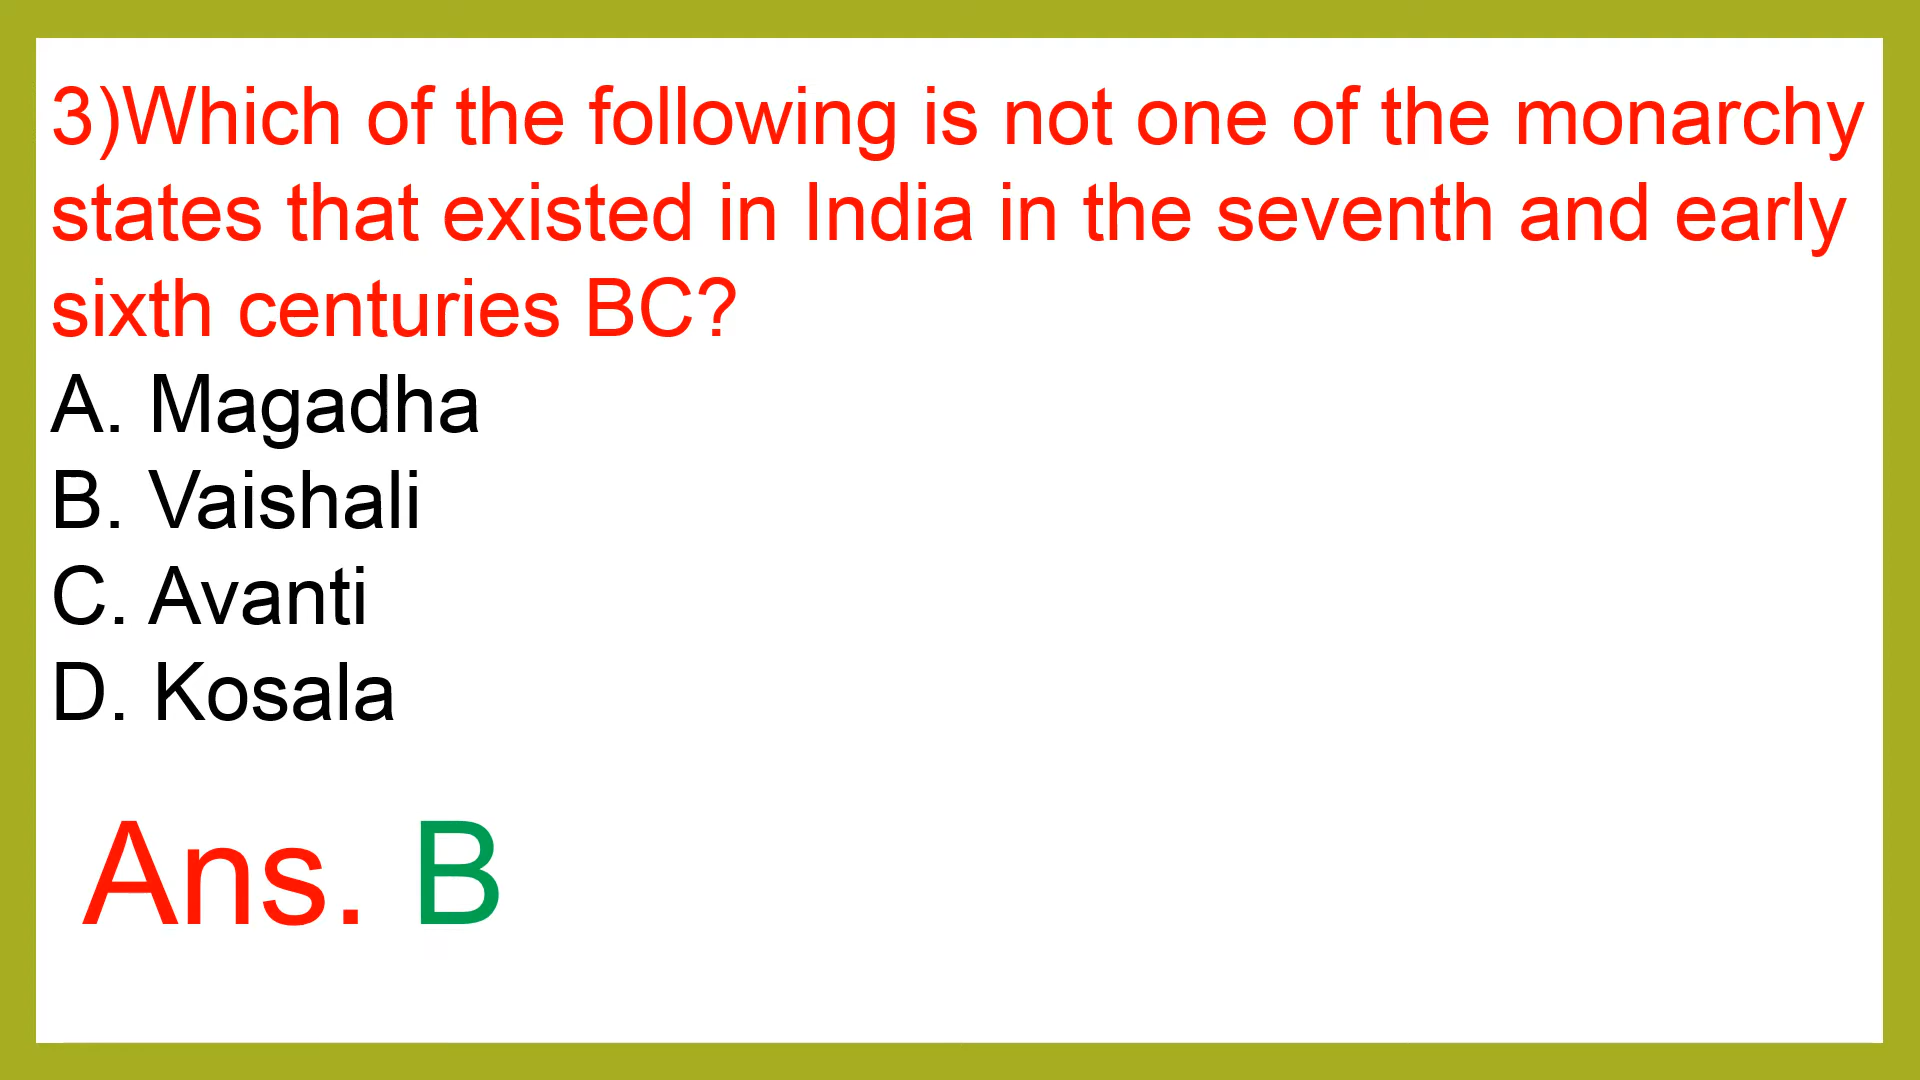 3)Which of the following is not one of the monarchy
states that existed in India in the seventh and early
sixth centuries BC?
A. Magadha
B. Vaishali
C. Avanti
D. Kosala
Ans. B